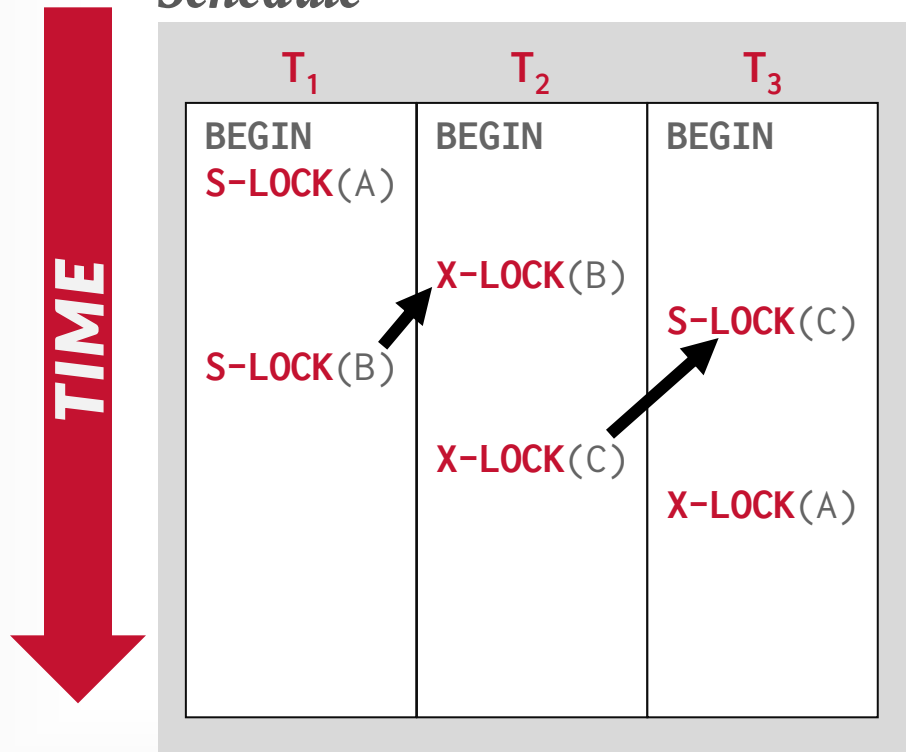 Schedule
TIME
T₁ T₂ T₃
BEGIN BEGIN BEGIN
S-LOCK(A)
X-LOCK(B)
S-LOCK(C)
S-LOCK(B)
X-LOCK(C)
X-LOCK(A)